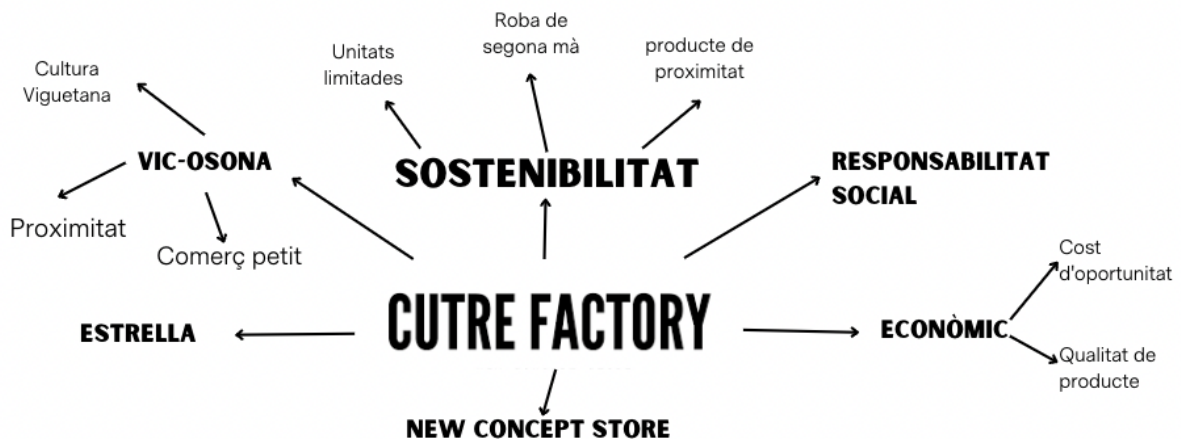 Roba de
segona mà
Unitats
limitades
producte de
proximitat
Cultura
Viguetana
VIC-OSONA
SOSTENIBILITAT
RESPONSABILITAT
SOCIAL
Proximitat
Comerç petit
Cost
d'oportunitat
ESTRELLA
CUTRE FACTORY
ECONÒMIC
Qualitat de
producte
NEW CONCEPT STORE